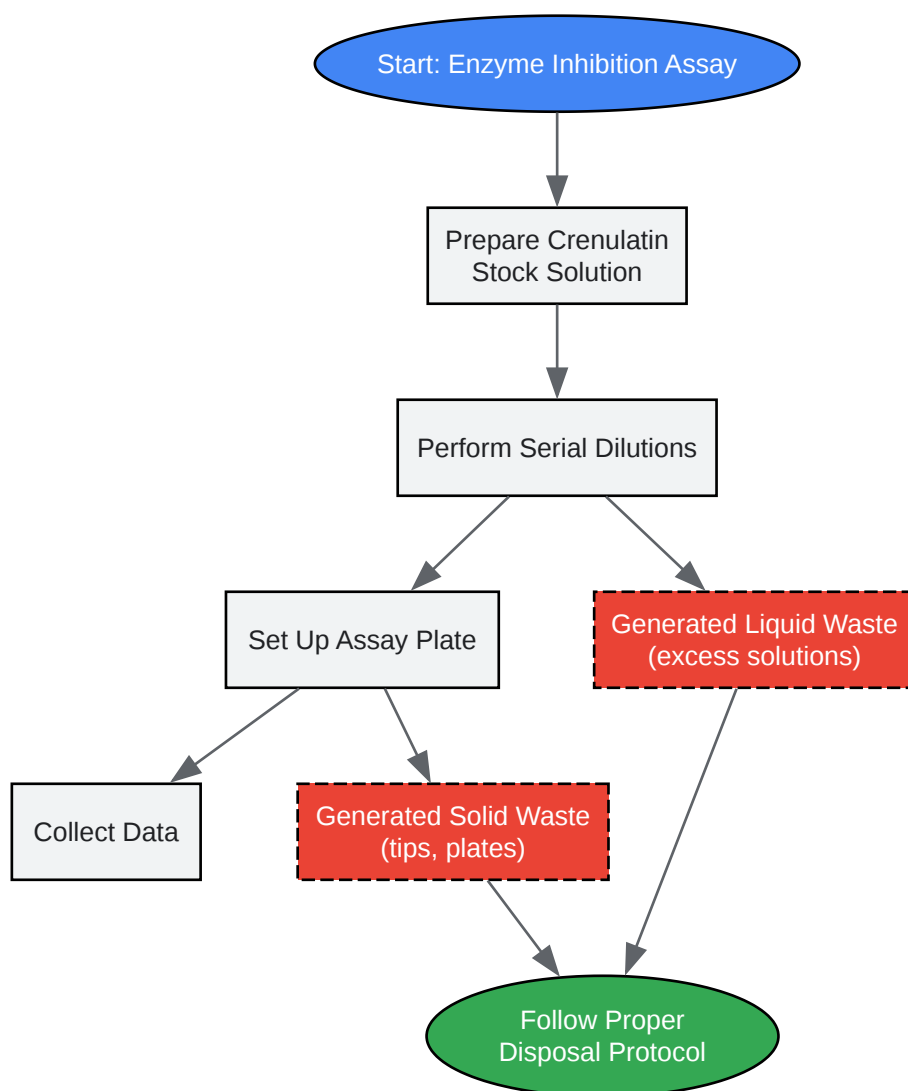 Start: Enzyme Inhibition Assay
Prepare Crenulatin
Stock Solution
Perform Serial Dilutions
Set Up Assay Plate
Generated Liquid Waste
(excess solutions)
Collect Data
Generated Solid Waste
(tips, plates)
Follow Proper
Disposal Protocol